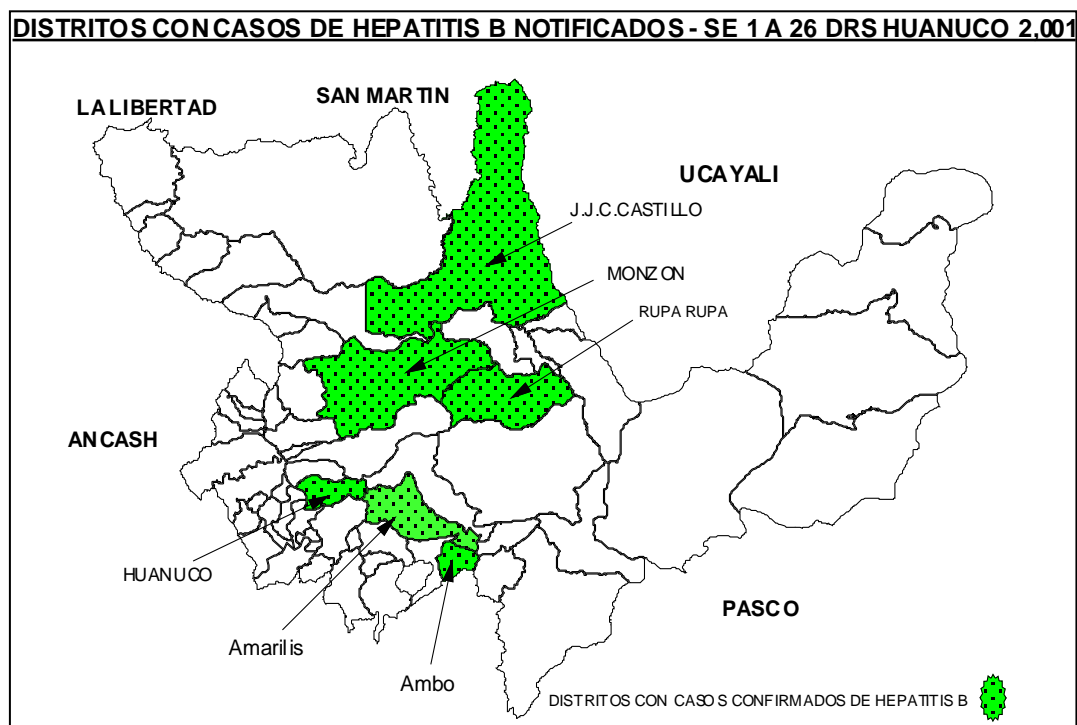 DISTRITOS CON CASOS DE HEPATITIS B NOTIFICADOS - SE 1 A 26 DRS HUANUCO 2,001
SAN MARTIN
LA LIBERTAD
UCAYALI
J.J.C.CASTILLO
MONZON
RUPA RUPA
ANCASH
HUANUCO
PASCO
Amarilis
Ambo
DISTRITOS CON CASOS CONFIRMADOS DE HEPATITIS B